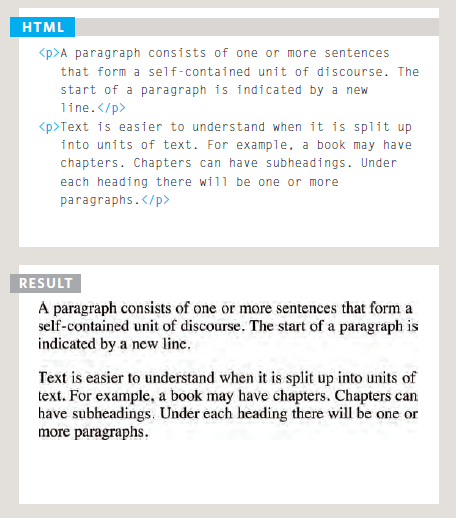 HTML
<p>A paragraph consists of one or more sentences
that form a self-contained unit of discourse. The
start of a paragraph is indicated by a new
line.</p>
<p>Text is easier to understand when it is split up
into units of text. For example, a book may have
chapters. Chapters can have subheadings. Under
each heading there will be one or more
paragraphs.</p>
RESULT
A paragraph consists of one or more sentences that form a
self-contained unit of discourse. The start of a paragraph is
indicated by a new line.
Text is easier to understand when it is split up into units of
text. For example, a book may have chapters. Chapters can
have subheadings. Under each heading there will be one or
more paragraphs.